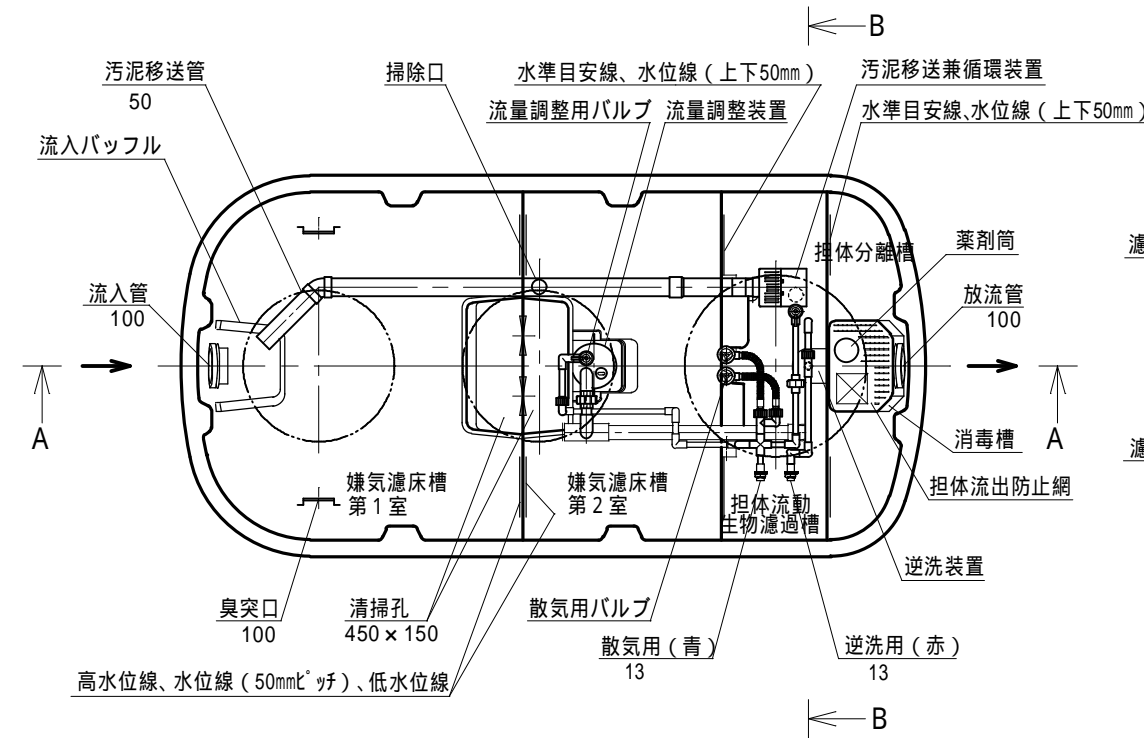 B
汚泥移送管
50
掃除口
水準目安線、水位線（上下50㎜）
汚泥移送兼循環装置
流入バッフル
流量調整用バルブ
流量調整装置
水準目安線、水位線（上下50㎜）
担体分離槽
薬剤筒
濾
流入管
100
放流管
100
A
A
消毒槽
濾
担体流出防止網
嫌気濾床槽
第１室
嫌気濾床槽
第２室
担体流動
生物濾過槽
逆洗装置
臭突口
100
清掃孔
450×150
散気用バルブ
散気用（青）
13
逆洗用（赤）
13
高水位線、水位線（50㎜ﾋﾟｯﾁ）、低水位線
B